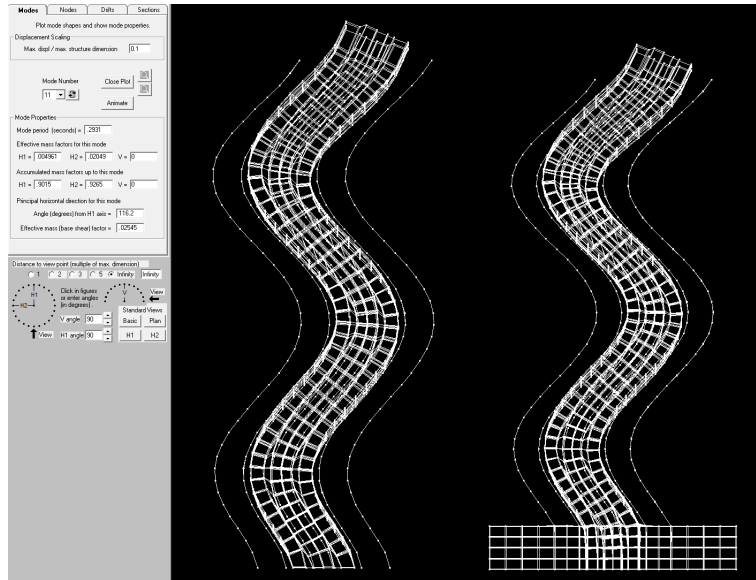 Modes Nodes Drifts Sections
Plot mode shapes and show mode properties.
Displacement Scaling
Max. displ / max. structure dimension 0.1
Mode Number Close Plot
11
Animate
Mode Properties
Mode period (seconds) = .2931
Effective mass factors for this mode
H1 = .004961 H2 = .02049 V = 0
Accumulated mass factors up to this mode
H1 = .9015 H2 = .9265 V = 0
Principal horizontal direction for this mode
Angle (degrees) from H1 axis = 116.2
Effective mass (base shear) factor = .02545
Distance to view point (multiple of max. dimension)
1 2 3 5 Infinity Infinity
H1 Click in figures V View
H2 or enter angles
(in degrees). Standard Views
V angle 90 Basic Plan
View H1 angle 90 H1 H2